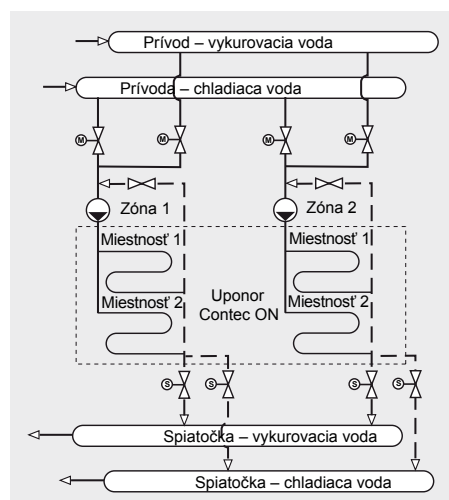 Prívod – vykurovacia voda
Prívoda – chladiaca voda
M M M M
Zóna 1 Zóna 2
Miestnosť 1 Miestnosť 1
Miestnosť 2 Miestnosť 2
Uponor
Contec ON
S S S S
Spiatočka – vykurovacia voda
Spiatočka – chladiaca voda